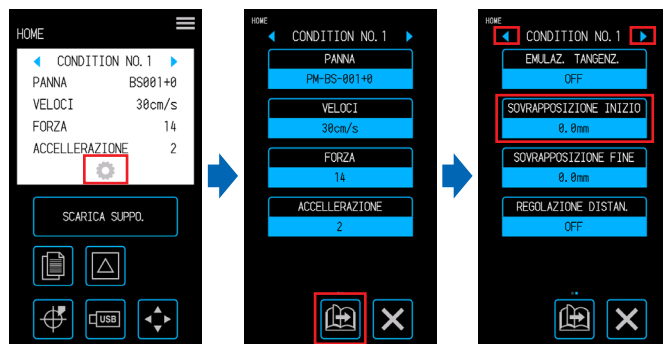 HOME
CONDITION NO. 1
PANNA BS001+0
VELOCI 30cm/s
FORZA 14
ACCELLERAZIONE 2
SCARICA SUPPO.
USB
HOME
CONDITION NO. 1
PANNA
PM-BS-001+0
VELOCI
30cm/s
FORZA
14
ACCELLERAZIONE
2
HOME
CONDITION NO. 1
EMULAZ. TANGENZ.
OFF
SOVRAPPOSIZIONE INIZIO
0.0mm
SOVRAPPOSIZIONE FINE
0.0mm
REGOLAZIONE DISTAN.
OFF